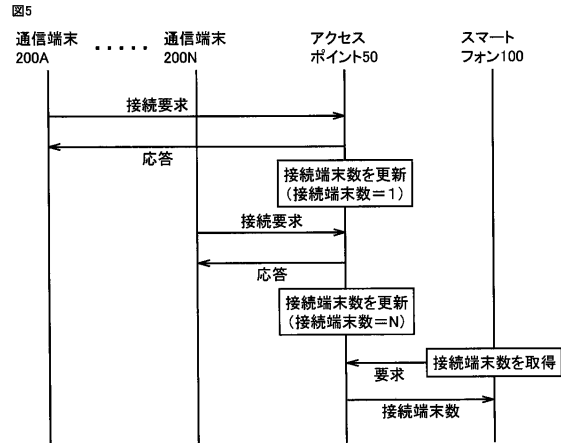 図5
通信端末
200A
・・・・・
通信端末
200N
アクセス
ポイント50
スマート
フォン100
接続要求
応答
接続端末数を更新
(接続端末数=1)
接続要求
応答
接続端末数を更新
(接続端末数=N)
接続端末数を取得
要求
接続端末数